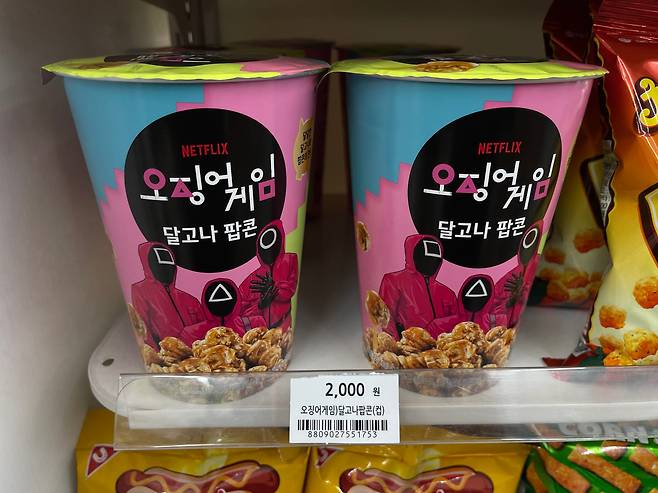 NETFLIX
오징어게임
달고나 팝콘
NETFLIX
오징어게임
달고나 팝콘
2,000 원
오징어게임)달고나팝콘(컵)
8809027551753
CORN